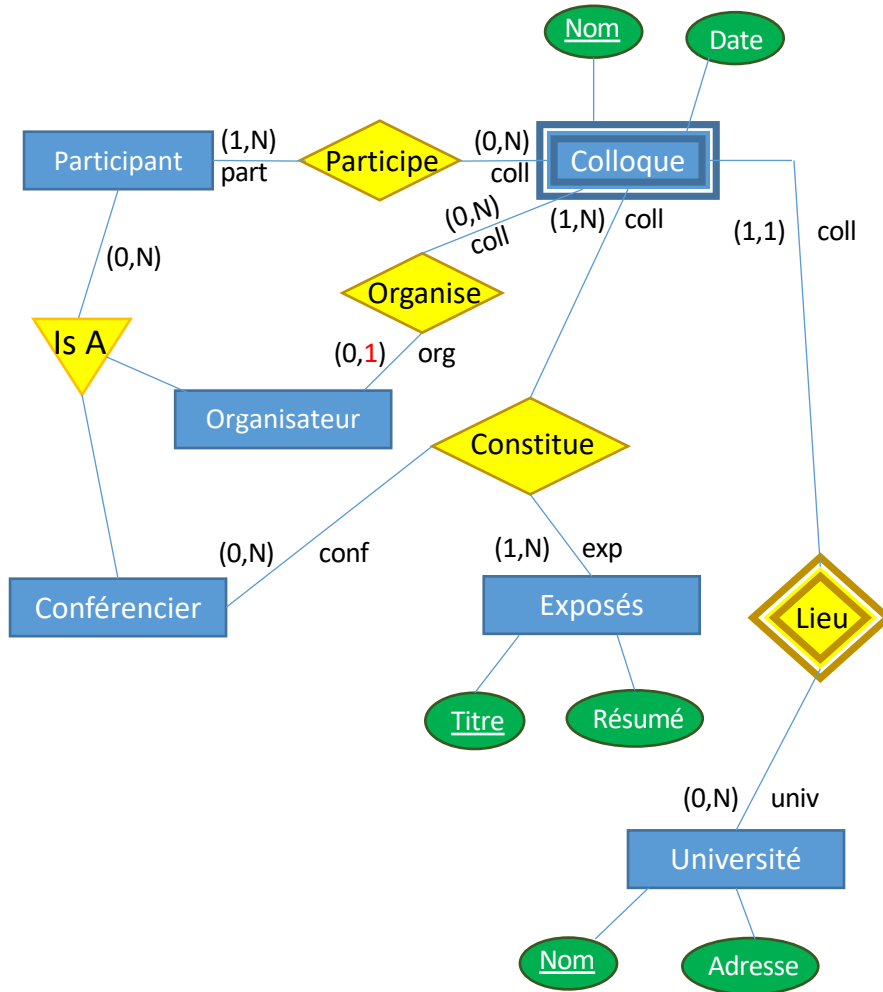 Nom
Date
Participant
(1,N)
part
Participe
(0,N)
coll
Colloque
(0,N)
coll
(1,N)
coll
(1,1)
coll
(0,N)
Organise
Is A
(0,1)
org
Organisateur
Constitue
(0,N)
conf
(1,N)
exp
Conférencier
Exposés
Lieu
Titre
Résumé
(0,N)
univ
Université
Nom
Adresse